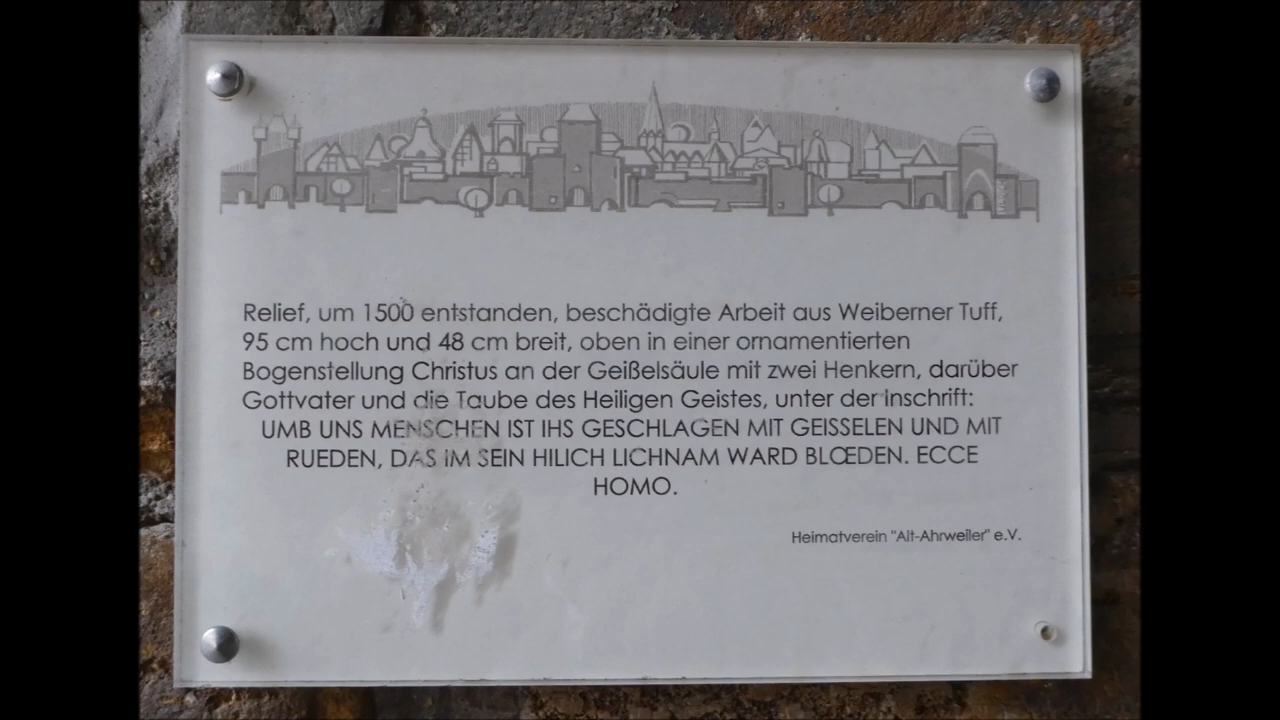 Relief, um 1500 entstanden, beschädigte Arbeit aus Weiberner Tuff,
95 cm hoch und 48 cm breit, oben in einer ornamentierten
Bogenstellung Christus an der Geißelsäule mit zwei Henkern, darüber
Gottvater und die Taube des Heiligen Geistes, unter der Inschrift:
UMB UNS MENSCHEN IST IHS GESCHLAGEN MIT GEISSELEN UND MIT
RUEDEN, DAS IM SEIN HILICH LICHNAM WARD BLŒDEN. ECCE
HOMO.
Heimatverein "Alt-Ahrweiler" e.V.